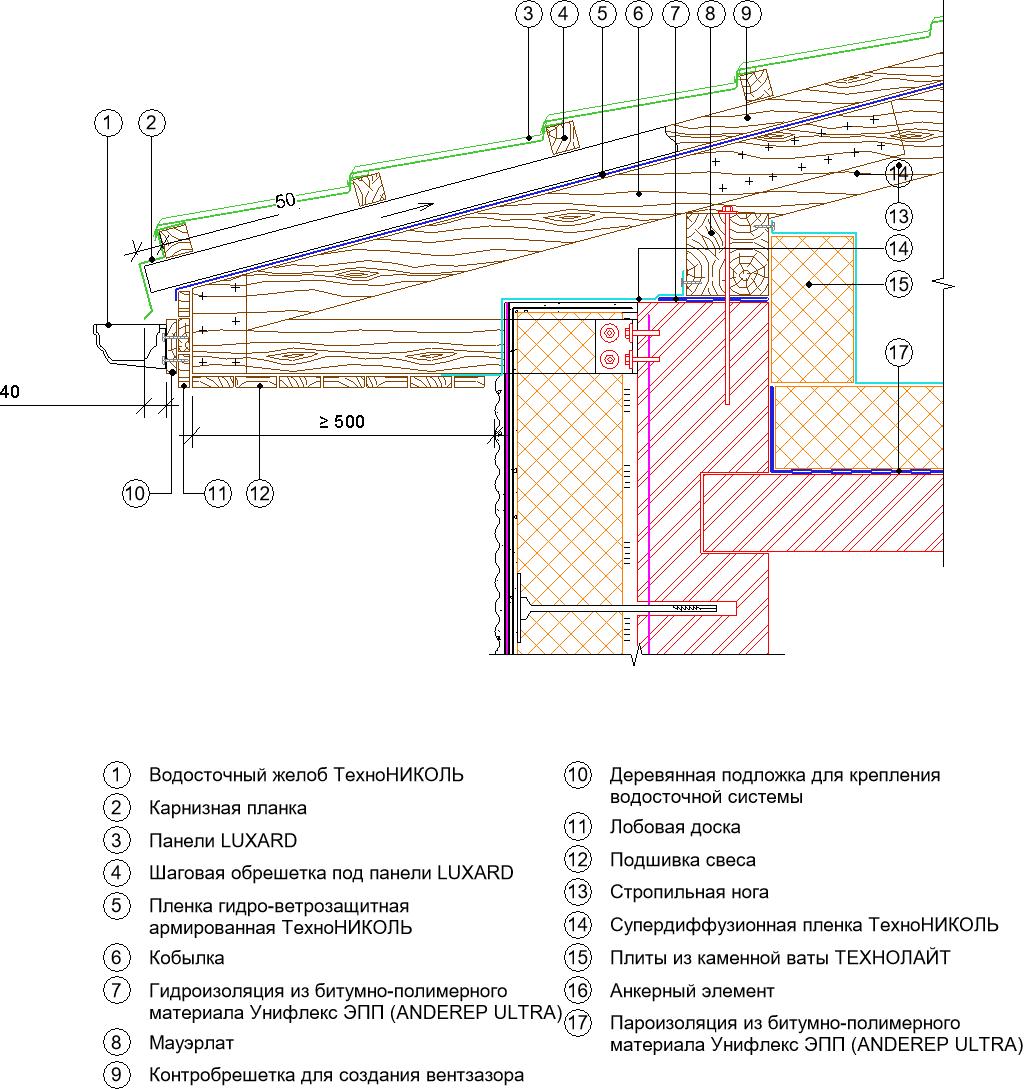 3 4 5 6 7 8 9
1 2
50
14
13
14
15
17
40
≥ 500
10 11 12
1 Водосточный желоб ТехноНИКОЛЬ
2 Карнизная планка
3 Панели LUXARD
4 Шаговая обрешетка под панели LUXARD
5 Пленка гидро-ветрозащитная
армированная ТехноНИКОЛЬ
6 Кобылка
7 Гидроизоляция из битумно-полимерного
материала Унифлекс ЭПП (ANDEREP ULTRA)
8 Мауэрлат
9 Контробрешетка для создания вентзазора
10 Деревянная подложка для крепления
водосточной системы
11 Лобовая доска
12 Подшивка свеса
13 Стропильная нога
14 Супердиффузионная пленка ТехноНИКОЛЬ
15 Плиты из каменной ваты ТЕХНОЛАЙТ
16 Анкерный элемент
17 Пароизоляция из битумно-полимерного
материала Унифлекс ЭПП (ANDEREP ULTRA)